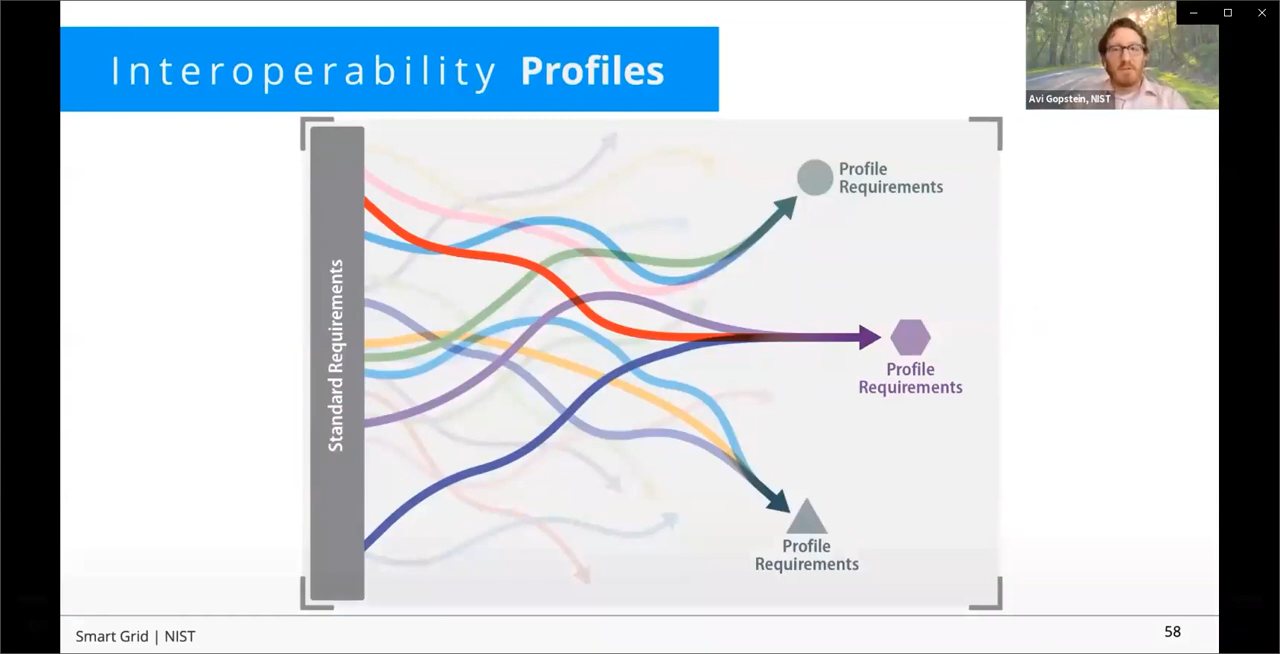 Interoperability Profiles
Avi Gopstein, NIST
Standard Requirements
Profile
Requirements
Profile
Requirements
Profile
Requirements
Smart Grid | NIST
58